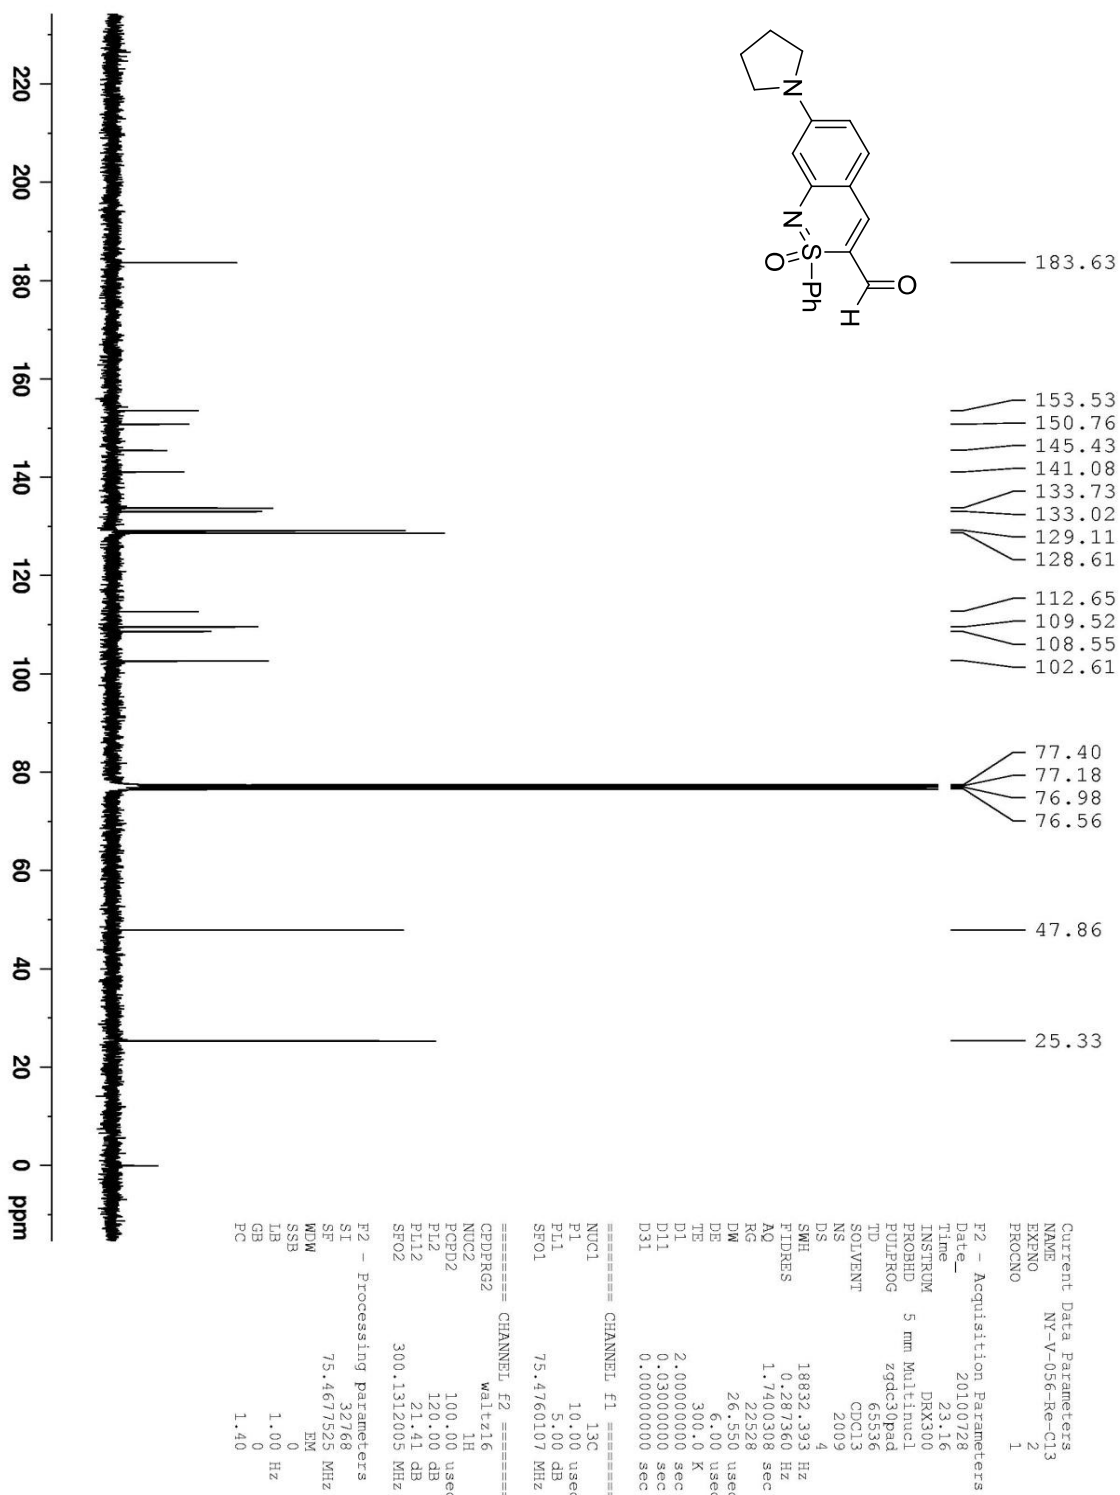 183.63
153.53
150.76
145.43
141.08
133.73
133.02
129.11
128.61
112.65
109.52
108.55
102.61
77.40
77.18
76.98
76.56
47.86
25.33
N
N
S
O
Ph
O
H
220 200 180 160 140 120 100 80 60 40 20 0 ppm
Current Data Parameters
NAME NY-V-056-Re-C13
EXPNO 2
PROCNO 1
F2 - Acquisition Parameters
Date_ 20100728
Time 23.16
INSTRUM DRX300
PROBHD 5 mm Multinucl
PULPROG zgdc30pad
TD 65536
SOLVENT CDCl3
NS 2009
DS 4
SWH 18832.393 Hz
FIDRES 0.287360 Hz
AQ 1.7400308 sec
RG 22528
DW 26.550 usec
DE 6.00 usec
TE 300.0 K
D1 2.00000000 sec
D11 0.03000000 sec
D31 0.00000000 sec
======== CHANNEL f1 ========
NUC1 13C
P1 10.00 usec
PL1 5.00 dB
SFO1 75.4760107 MHz
======== CHANNEL f2 ========
CPDPRG2 waltz16
NUC2 1H
PCPD2 100.00 usec
PL2 120.00 dB
PL12 21.41 dB
SFO2 300.1312005 MHz
F2 - Processing parameters
SI 32768
SF 75.4677525 MHz
WDW EM
SSB 0
LB 1.00 Hz
GB 0
PC 1.40